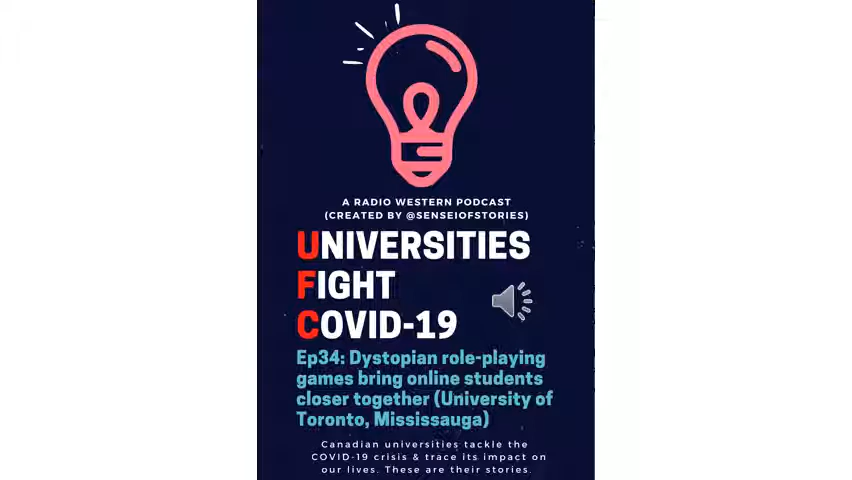 A RADIO WESTERN PODCAST
(CREATED BY @SENSEIOFSTORIES)
UNIVERSITIES
FIGHT
COVID-19
Ep34: Dystopian role-playing
games bring online students
closer together (University of
Toronto, Mississauga)
Canadian universities tackle the
COVID-19 crisis & trace its impact on
our lives. These are their stories.